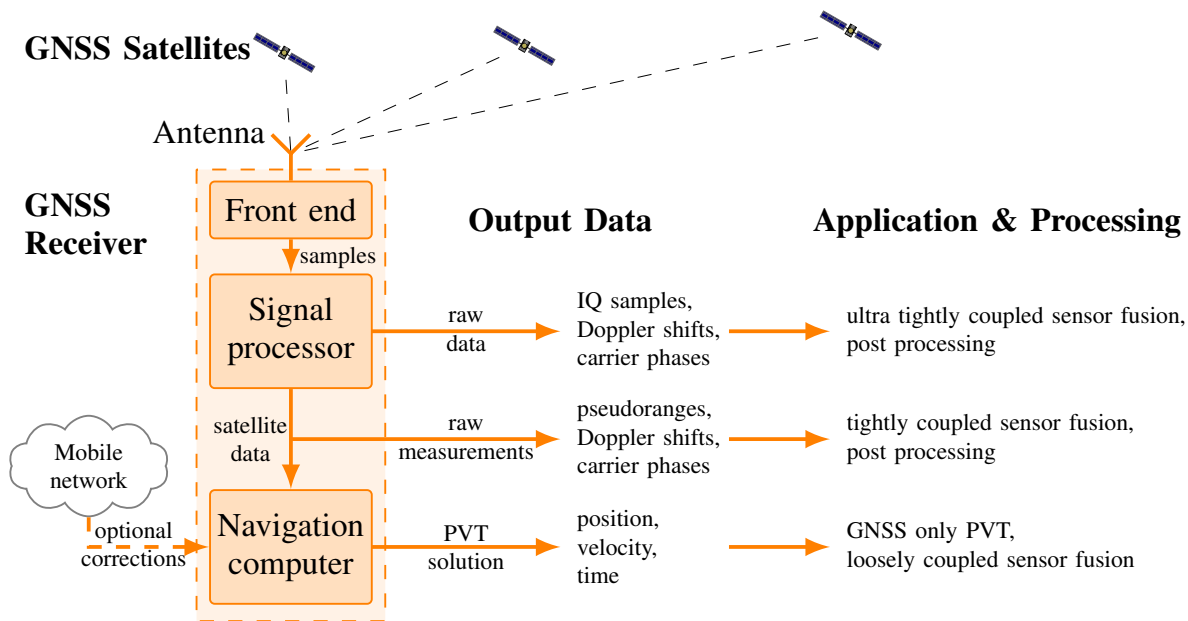 GNSS Satellites
Antenna
GNSS
Receiver
Front end
Output Data
Application & Processing
samples
Signal
processor
raw
data
IQ samples,
Doppler shifts,
carrier phases
ultra tightly coupled sensor fusion,
post processing
satellite
data
raw
measurements
pseudoranges,
Doppler shifts,
carrier phases
tightly coupled sensor fusion,
post processing
Mobile
network
optional
corrections
Navigation
computer
PVT
solution
position,
velocity,
time
GNSS only PVT,
loosely coupled sensor fusion